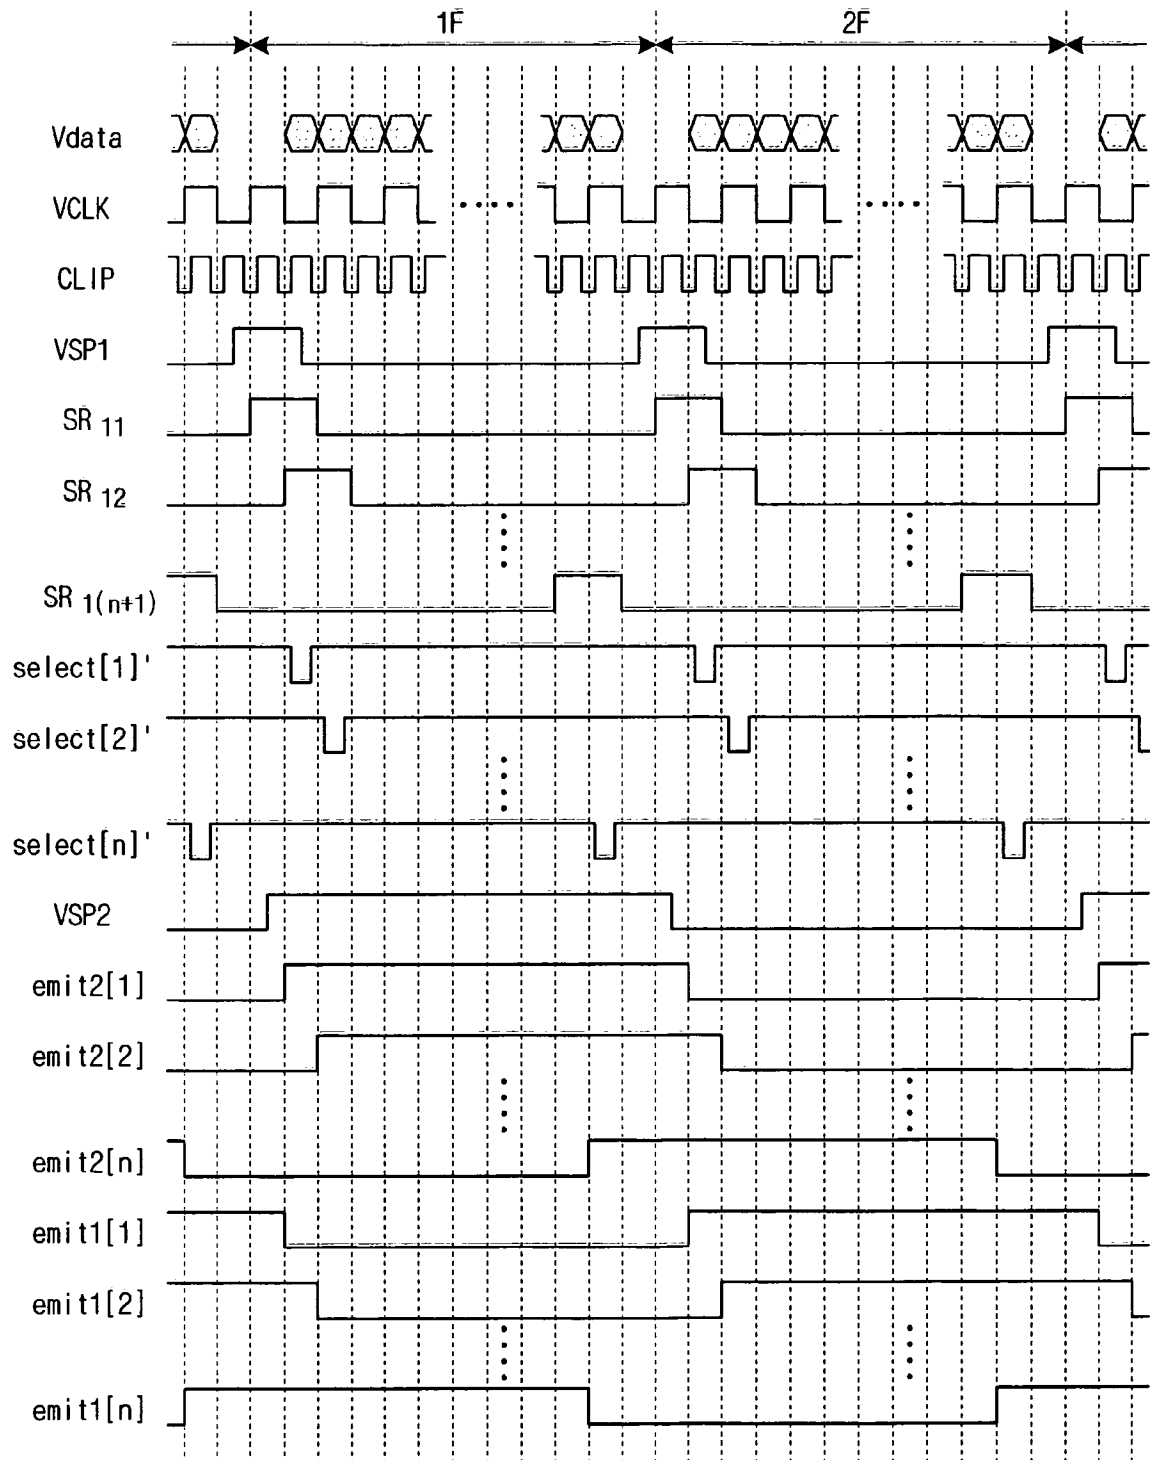 1F 2F
Vdata
VCLK
CLIP
VSP1
SR 11
SR 12
SR 1(n+1)
select[1]'
select[2]'
select[n]'
VSP2
emit2[1]
emit2[2]
emit2[n]
emit1[1]
emit1[2]
emit1[n]